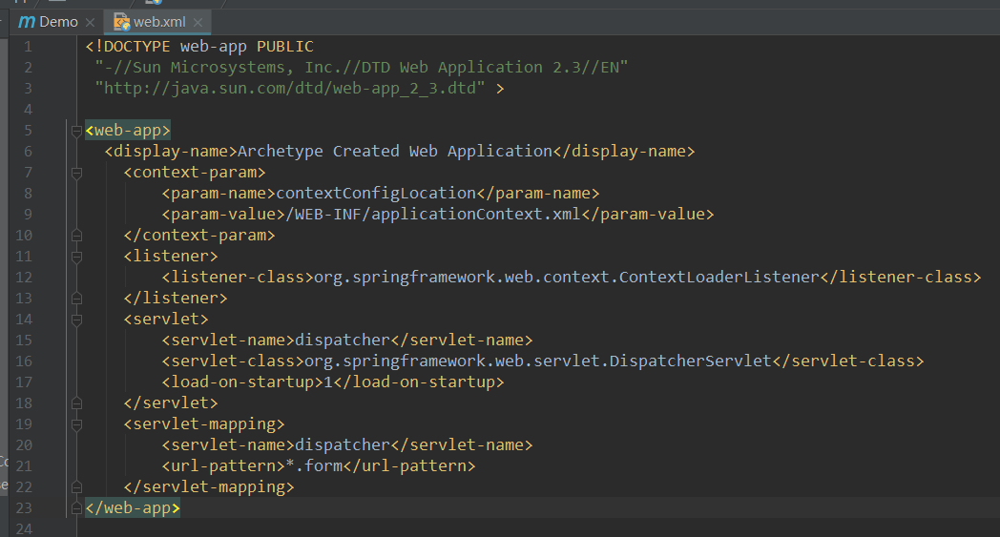 Demo web.xml
1 <!DOCTYPE web-app PUBLIC
2 "-//Sun Microsystems, Inc.//DTD Web Application 2.3//EN"
3 "http://java.sun.com/dtd/web-app_2_3.dtd" >
4
5 <web-app>
6 <display-name>Archetype Created Web Application</display-name>
7 <context-param>
8 <param-name>contextConfigLocation</param-name>
9 <param-value>/WEB-INF/applicationContext.xml</param-value>
10 </context-param>
11 <listener>
12 <listener-class>org.springframework.web.context.ContextLoaderListener</listener-class>
13 </listener>
14 <servlet>
15 <servlet-name>dispatcher</servlet-name>
16 <servlet-class>org.springframework.web.servlet.DispatcherServlet</servlet-class>
17 <load-on-startup>1</load-on-startup>
18 </servlet>
19 <servlet-mapping>
20 <servlet-name>dispatcher</servlet-name>
21 <url-pattern>*.form</url-pattern>
22 </servlet-mapping>
23 </web-app>
24